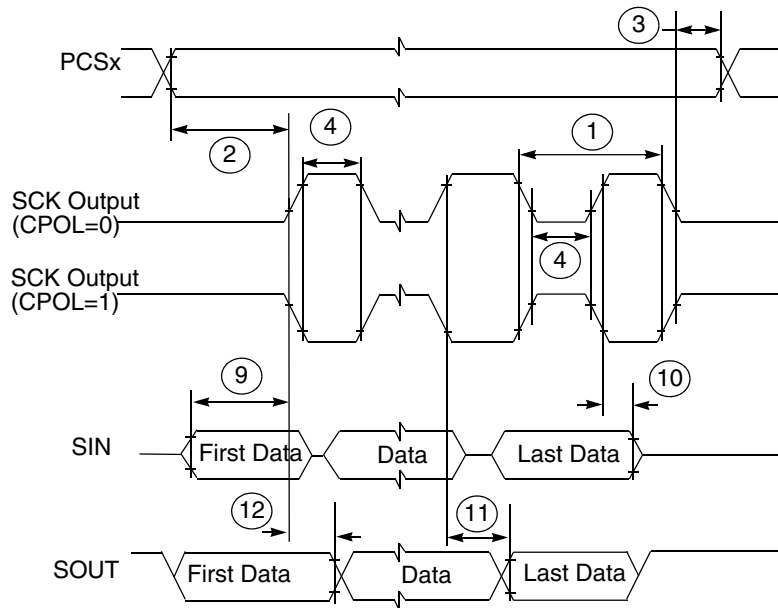 3
PCSx
2
4
1
SCK Output
(CPOL=0)
4
SCK Output
(CPOL=1)
9
10
SIN
First Data
Data
Last Data
12
11
SOUT
First Data
Data
Last Data